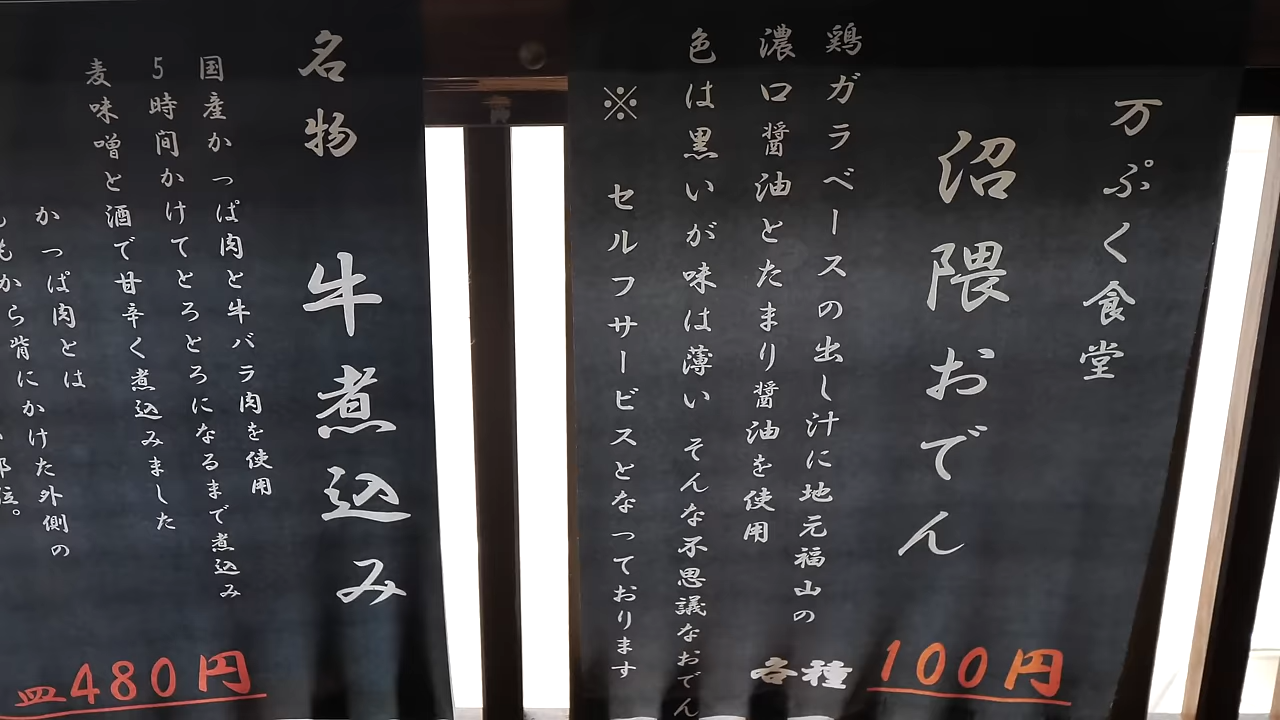 万ぷく食堂
沼隈おでん
鶏ガラベースの出し汁に地元福山の
濃口醤油とたまり醤油を使用
色は黒いが味は薄い そんな不思議なおでん
※ セルフサービスとなっております
各種 100円
名物 牛煮込み
国産かっぱ肉と牛バラ肉を使用
5時間かけてとろとろになるまで煮込み
麦味噌と酒で甘辛く煮込みました
かっぱ肉とは
もから背にかけた外側の
皿480円